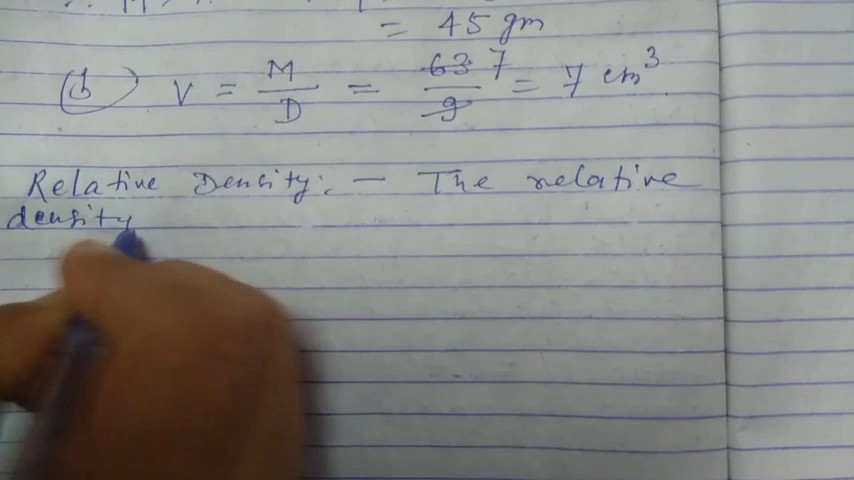 = 45 gm
(b) V = M/D = 63/9 7 = 7 cm³
Relative Density: — The relative
density